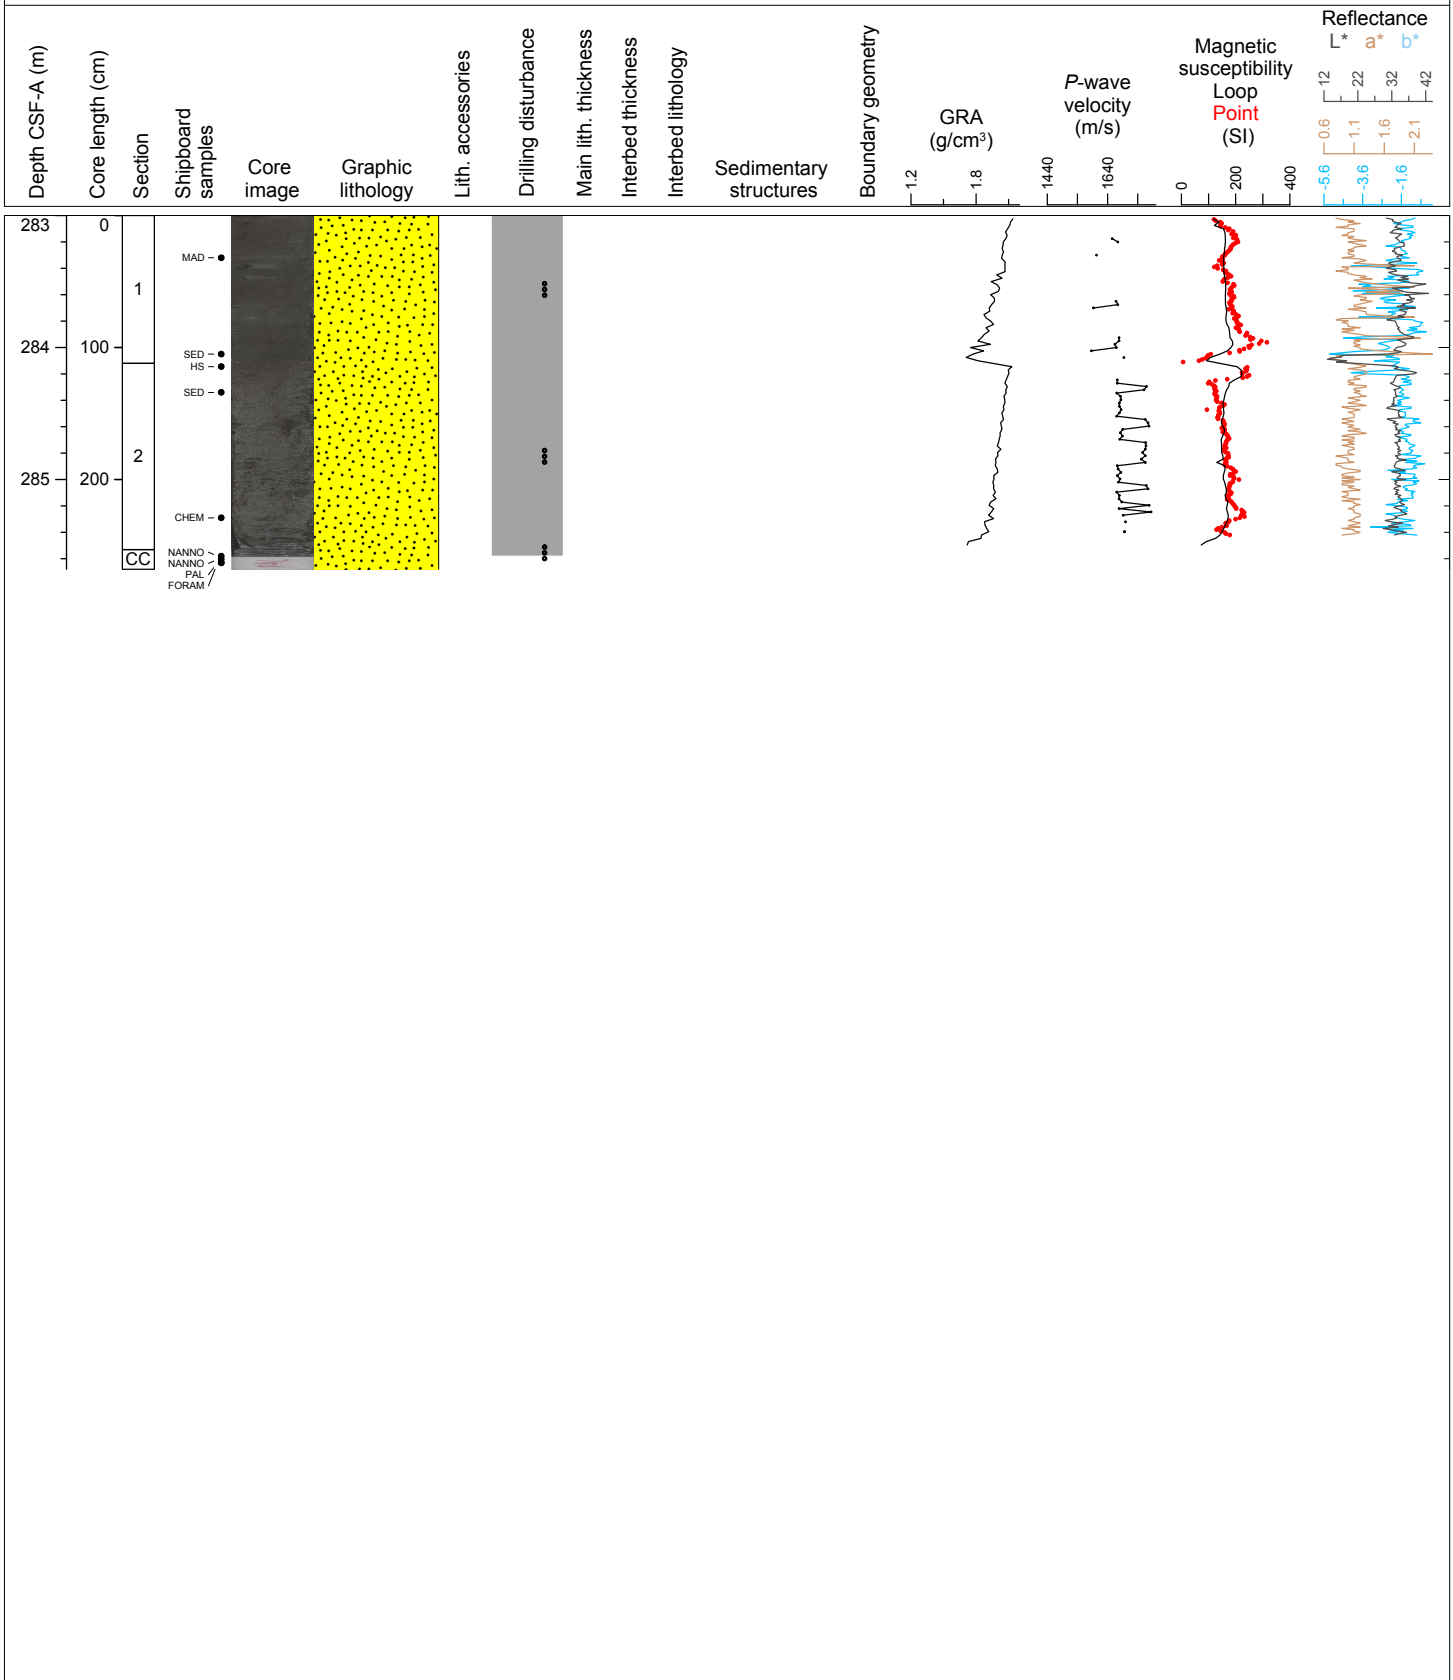 Depth CSF-A (m)
Core length (cm)
Section
Shipboard
samples
Core
image
Graphic
lithology
Lith. accessories
Drilling disturbance
Main lith. thickness
Interbed thickness
Interbed lithology
Sedimentary
structures
Boundary geometry
GRA
(g/cm³)
1.2
1.8
P-wave
velocity
(m/s)
1440
1640
Magnetic
susceptibility
Loop
Point
(SI)
0
200
400
Reflectance
L* a* b*
12
22
32
42
0.6
1.1
1.6
2.1
-5.6
-3.6
-1.6
283
284
285
0
100
200
1
2
CC
MAD
SED
HS
SED
CHEM
NANNO
NANNO
PAL
FORAM